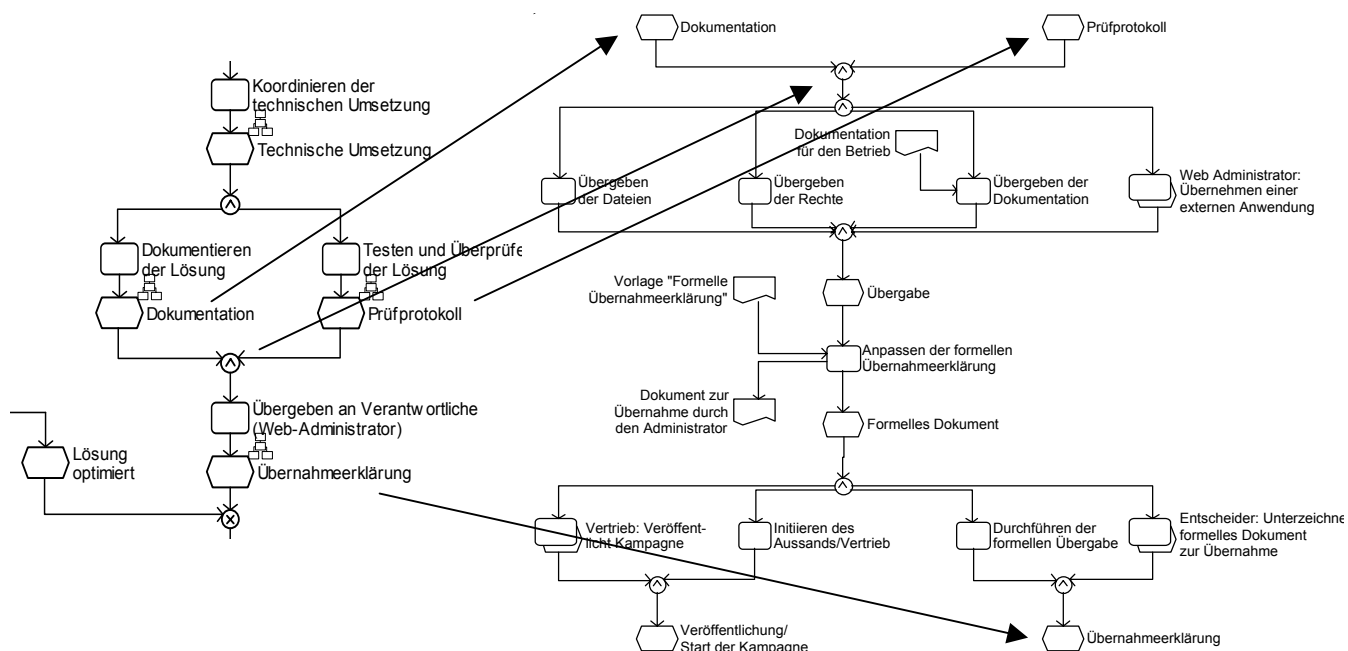 Koordinieren der
technischen Umsetzung
Technische Umsetzung
Dokumentieren
der Lösung
Testen und Überprüfe
der Lösung
Dokumentation
Prüfprotokoll
Übergeben an Verantwortliche
(Web-Administrator)
Lösung
optimiert
Übernahmeerklärung
Dokumentation
Prüfprotokoll
Dokumentation
für den Betrieb
Übergeben
der Dateien
Übergeben
der Rechte
Übergeben der
Dokumentation
Web Administrator:
Übernehmen einer
externen Anwendung
Vorlage "Formelle
Übernahmeerklärung"
Übergabe
Anpassen der formellen
Übernahmeerklärung
Dokument zur
Übernahme durch
den Administrator
Formelles Dokument
Vertrieb: Veröffent-
licht Kampagne
Initiieren des
Aussands/Vertrieb
Durchführen der
formellen Übergabe
Entscheider: Unterzeichne
formelles Dokument
zur Übernahme
Veröffentlichung/
Start der Kampagne
Übernahmeerklärung